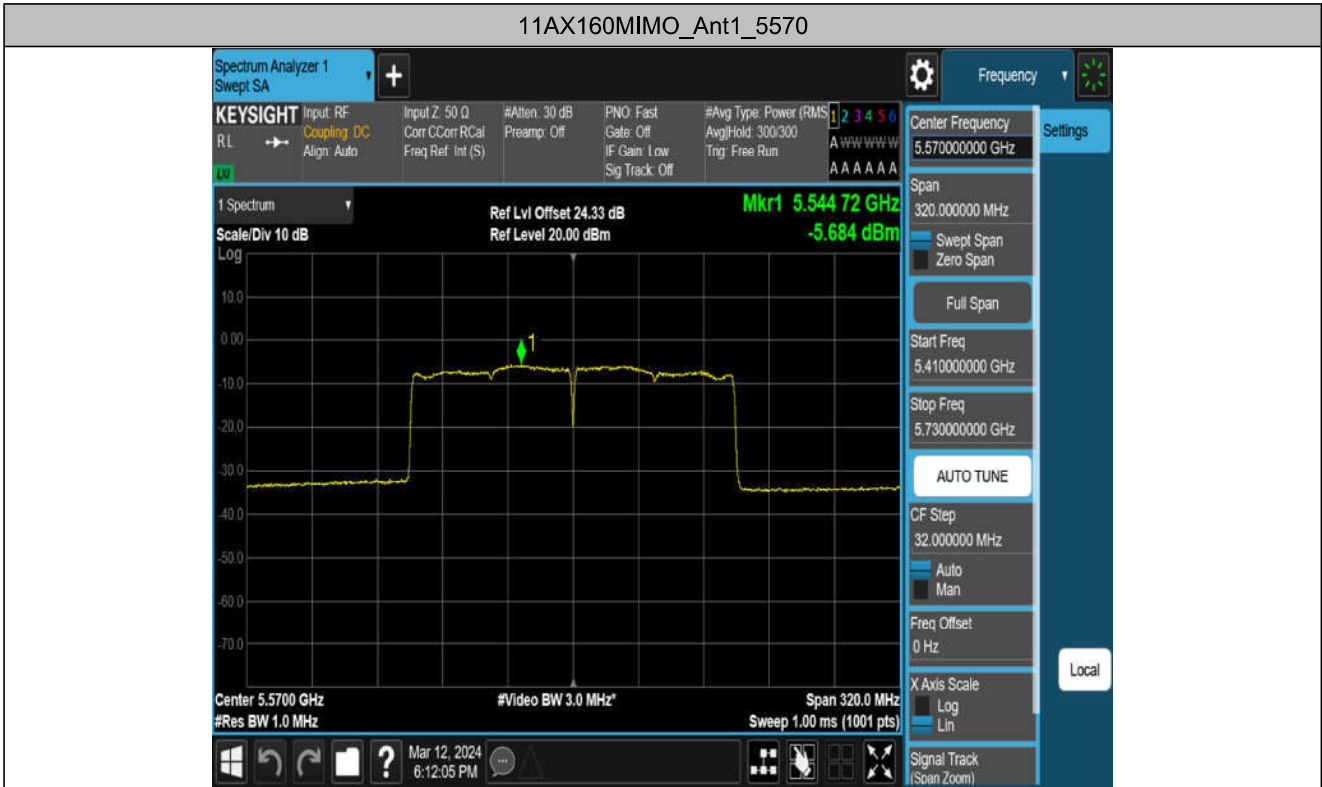 11AX160MIMO_Ant1_5570
Spectrum Analyzer 1
Swept SA
+
Frequency
KEYSIGHT
RL
LXI
Input: RF
Coupling: DC
Align: Auto
Input Z: 50 Ω
Corr CCorr RCal
Freq Ref: Int (S)
#Atten: 30 dB
Preamp: Off
PNO: Fast
Gate: Off
IF Gain: Low
Sig Track: Off
#Avg Type: Power (RMS
Avg|Hold: 300/300
Trig: Free Run
1 2 3 4 5 6
A W W W W W
A A A A A A
1 Spectrum
Scale/Div 10 dB
Log
Ref Lvl Offset 24.33 dB
Ref Level 20.00 dBm
Mkr1 5.544 72 GHz
-5.684 dBm
10.0
0.00
-10.0
-20.0
-30.0
-40.0
-50.0
-60.0
-70.0
1
Center 5.5700 GHz
#Res BW 1.0 MHz
#Video BW 3.0 MHz*
Span 320.0 MHz
Sweep 1.00 ms (1001 pts)
Mar 12, 2024
6:12:05 PM
?
Center Frequency
5.570000000 GHz
Settings
Span
320.000000 MHz
Swept Span
Zero Span
Full Span
Start Freq
5.410000000 GHz
Stop Freq
5.730000000 GHz
AUTO TUNE
CF Step
32.000000 MHz
Auto
Man
Freq Offset
0 Hz
X Axis Scale
Log
Lin
Local
Signal Track
(Span Zoom)